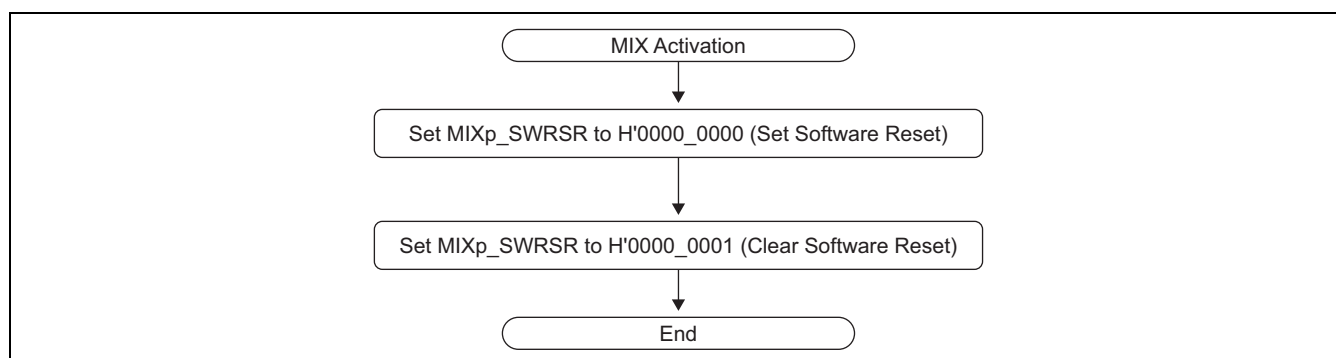 MIX Activation
Set MIXp_SWRSR to H'0000_0000 (Set Software Reset)
Set MIXp_SWRSR to H'0000_0001 (Clear Software Reset)
End